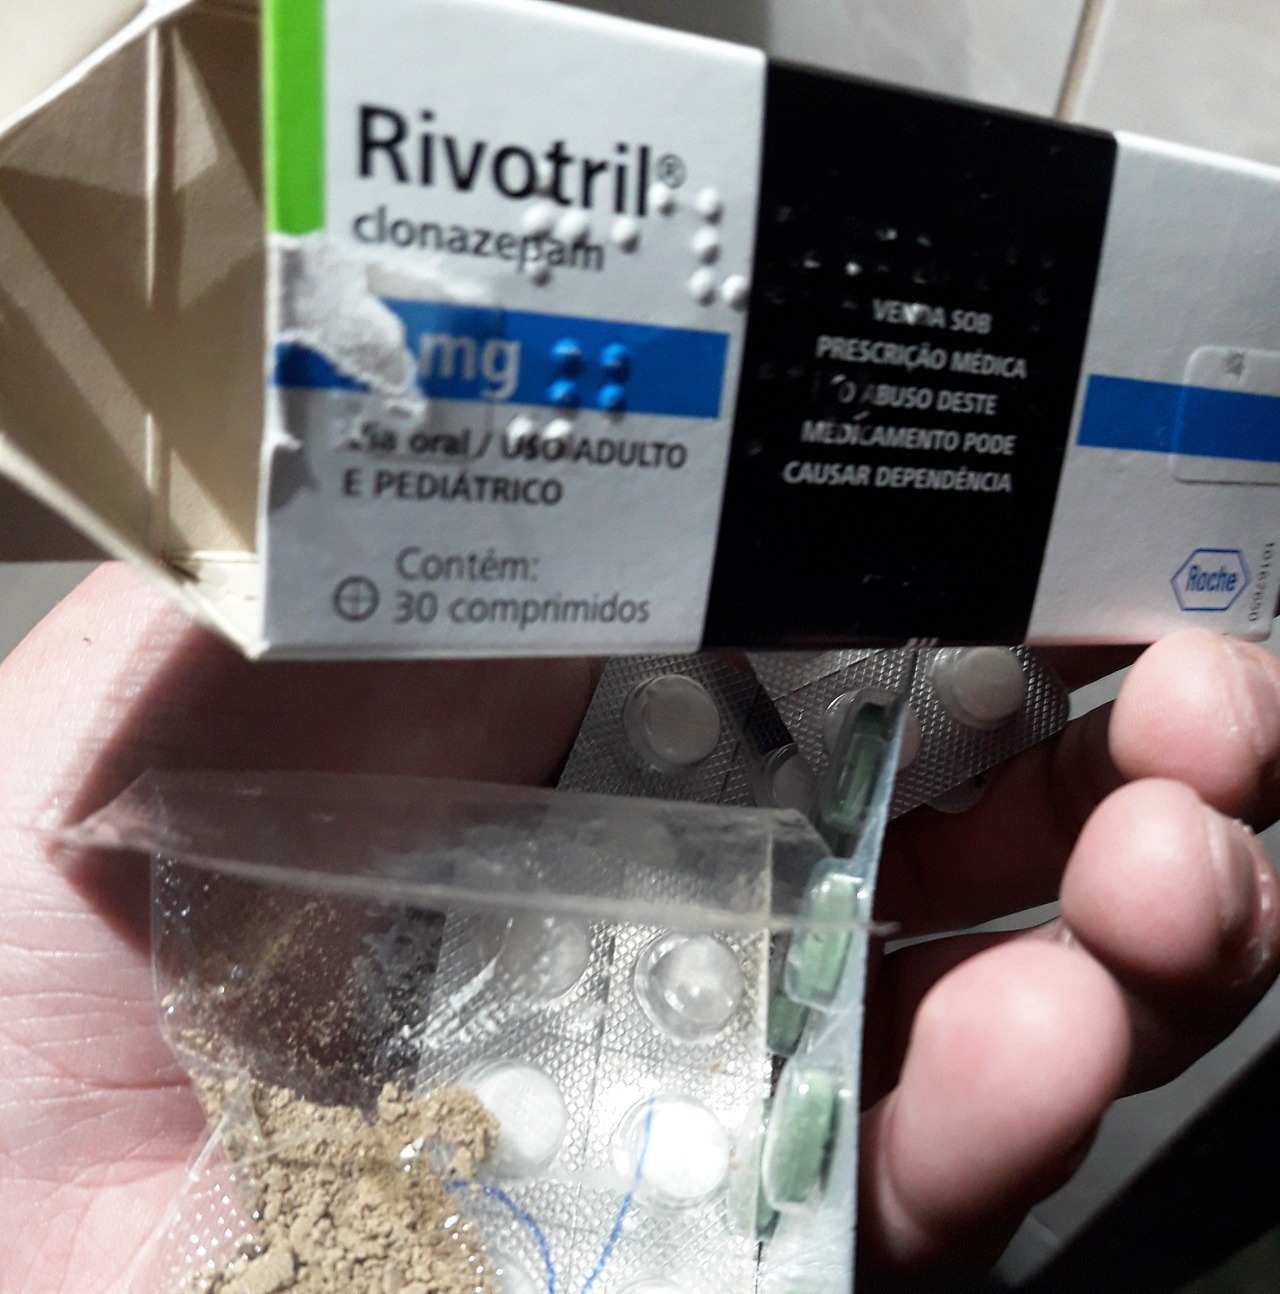 Rivotril®
clonazepam
mg
oral / USO ADULTO
E PEDIÁTRICO
Contém:
30 comprimidos
VENDA SOB
PRESCRIÇÃO MÉDICA
O ABUSO DESTE
MEDICAMENTO PODE
CAUSAR DEPENDÊNCIA
Roche